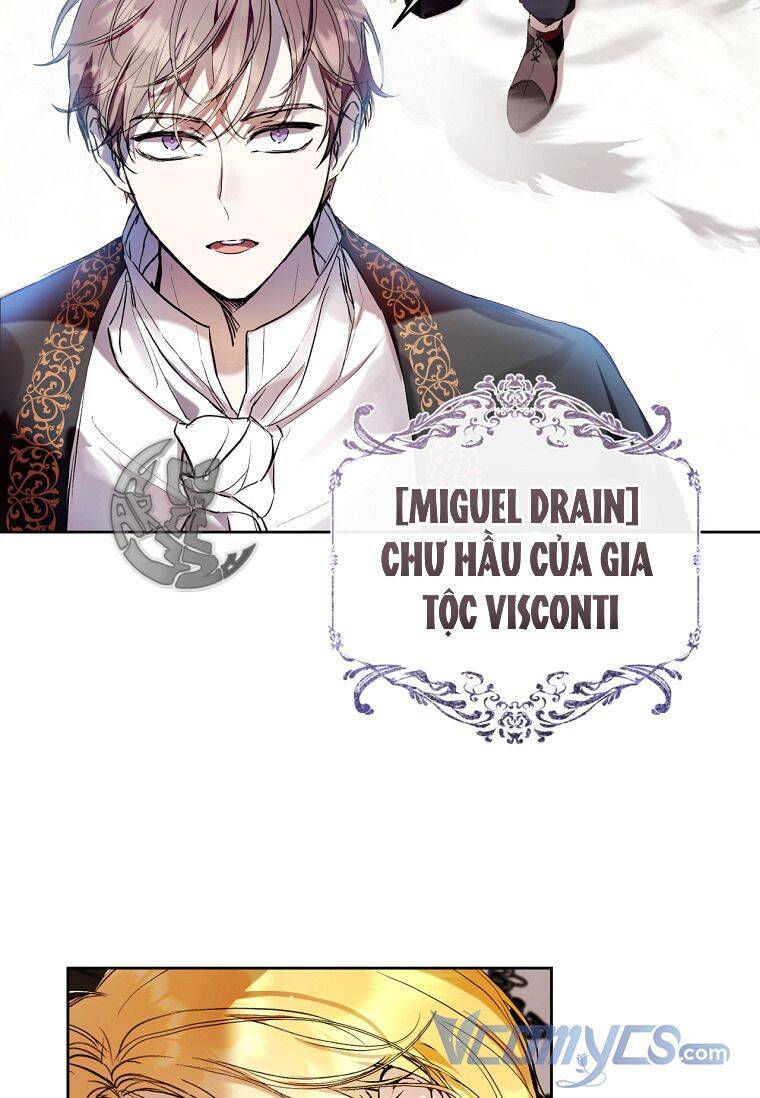 [MIGUEL DRAIN]
CHƯ HẦU CỦA GIA
TỘC VISCONTI
VCOMYCS.com